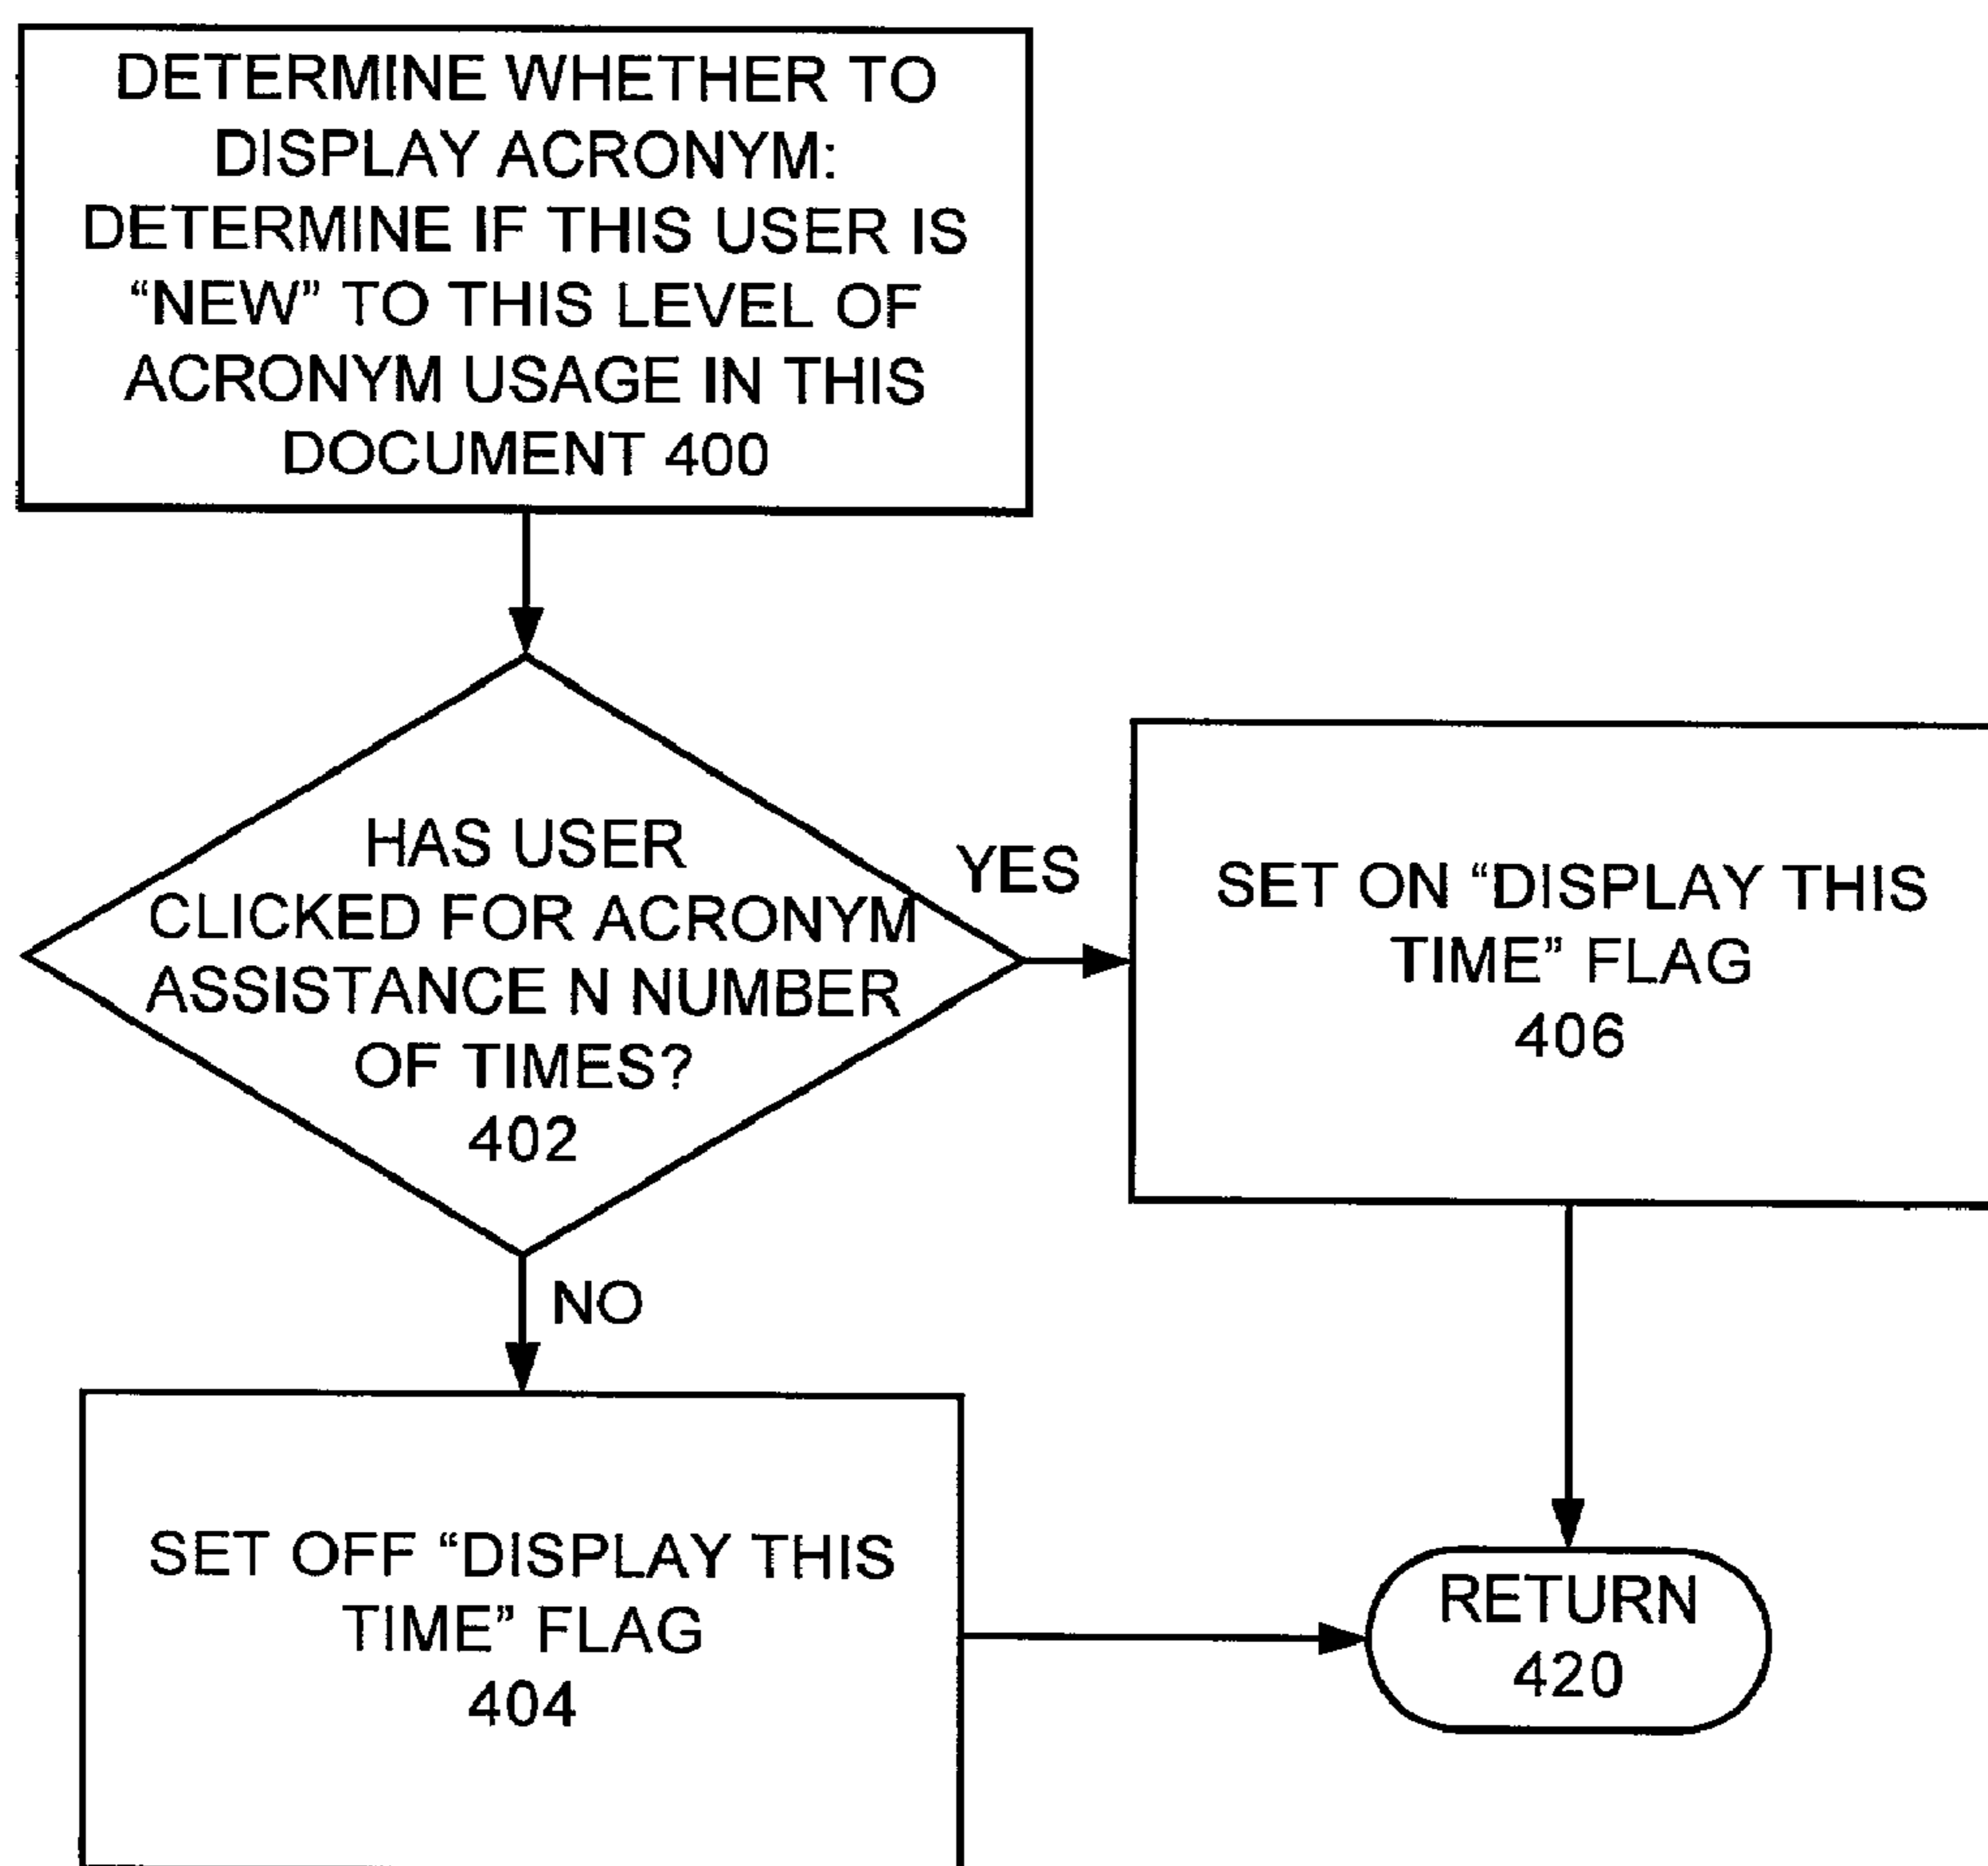 DETERMINE WHETHER TO
DISPLAY ACRONYM:
DETERMINE IF THIS USER IS
“NEW” TO THIS LEVEL OF
ACRONYM USAGE IN THIS
DOCUMENT 400
HAS USER
CLICKED FOR ACRONYM
ASSISTANCE N NUMBER
OF TIMES?
402
YES
SET ON “DISPLAY THIS
TIME” FLAG
406
NO
SET OFF “DISPLAY THIS
TIME” FLAG
404
RETURN
420